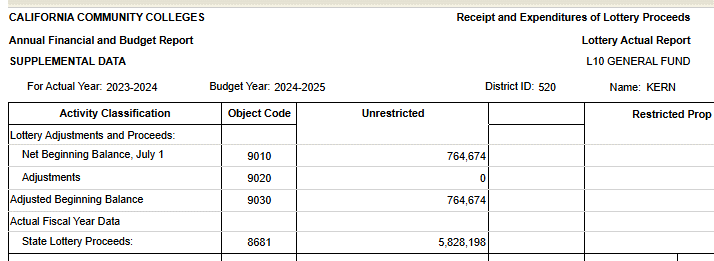 CALIFORNIA COMMUNITY COLLEGES Receipt and Expenditures of Lottery Proceeds
Annual Financial and Budget Report Lottery Actual Report
SUPPLEMENTAL DATA L10 GENERAL FUND
For Actual Year: 2023-2024 Budget Year: 2024-2025 District ID: 520 Name: KERN
Activity Classification Object Code Unrestricted Restricted Prop
Lottery Adjustments and Proceeds:
Net Beginning Balance, July 1 9010 764,674
Adjustments 9020 0
Adjusted Beginning Balance 9030 764,674
Actual Fiscal Year Data
State Lottery Proceeds: 8681 5,828,198